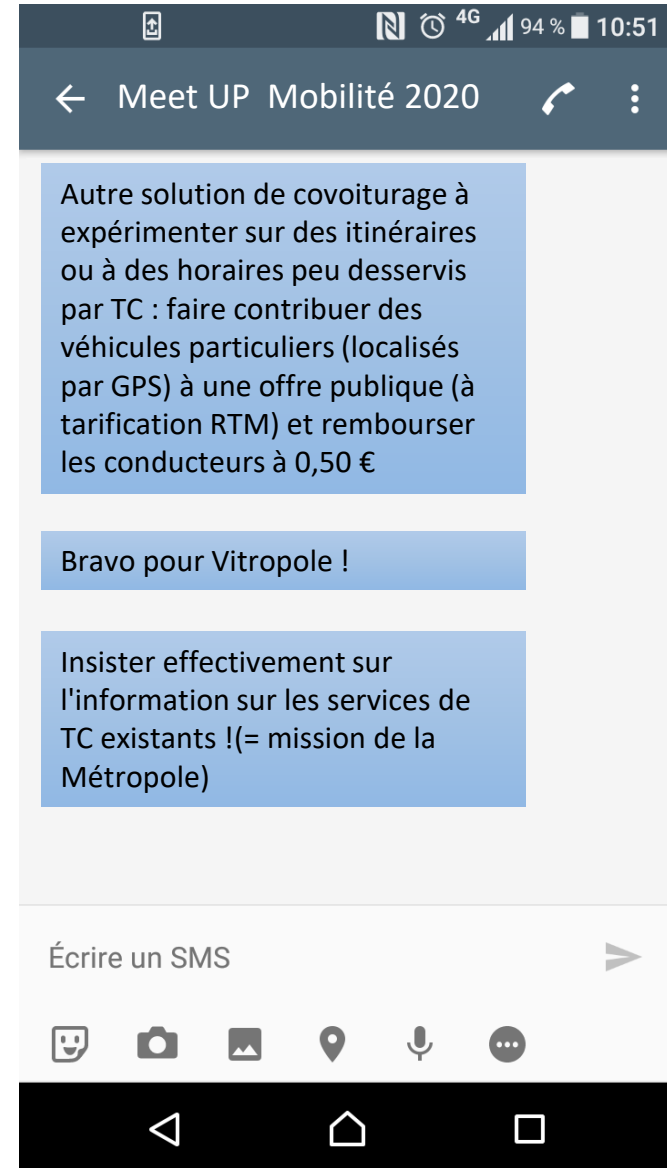 4G 94 % 10:51
Meet UP Mobilité 2020
Autre solution de covoiturage à
expérimenter sur des itinéraires
ou à des horaires peu desservis
par TC : faire contribuer des
véhicules particuliers (localisés
par GPS) à une offre publique (à
tarification RTM) et rembourser
les conducteurs à 0,50 €
Bravo pour Vitropole !
Insister effectivement sur
l'information sur les services de
TC existants !(= mission de la
Métropole)
Écrire un SMS